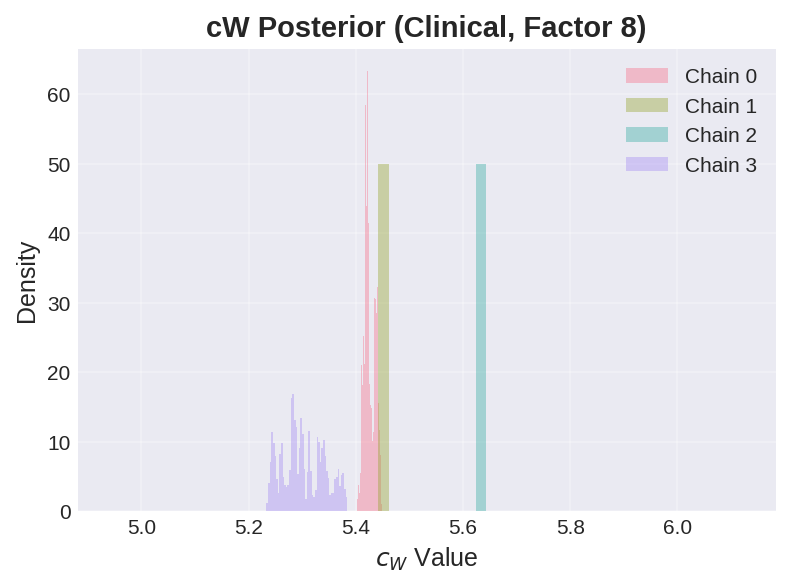 cW Posterior (Clinical, Factor 8)
Chain 0
Chain 1
Chain 2
Chain 3
Density
60
50
40
30
20
10
0
5.0 5.2 5.4 5.6 5.8 6.0
c_W Value